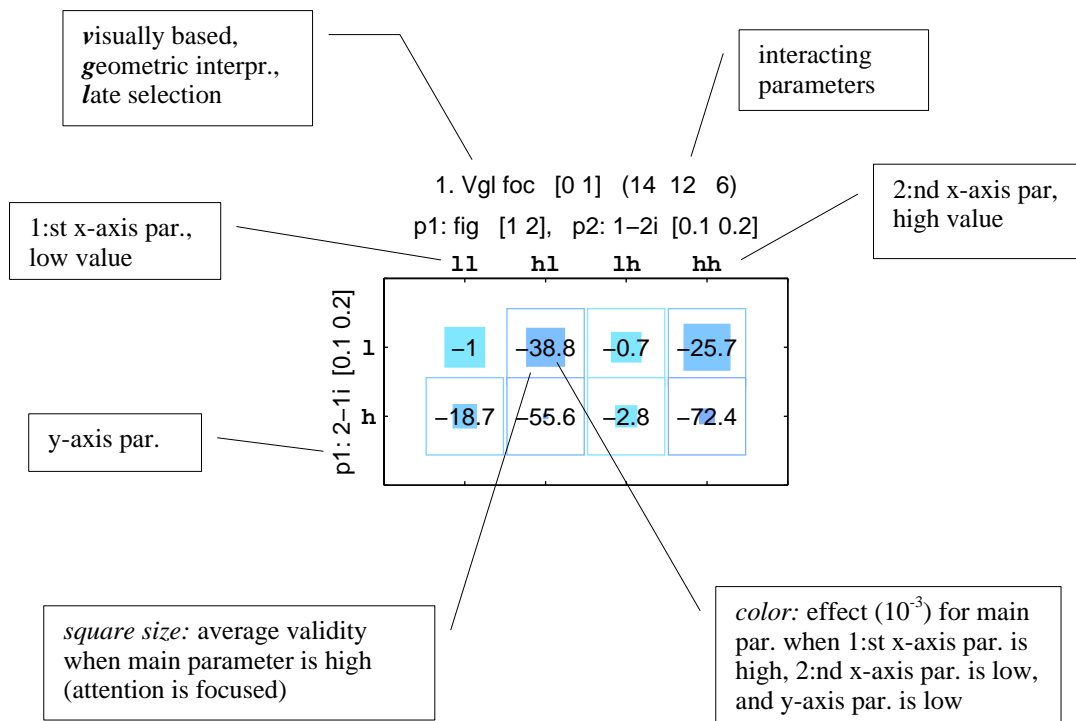 visually based,
geometric interpr.,
late selection
interacting
parameters
1. Vgl foc [0 1] (14 12 6)
p1: fig [1 2], p2: 1−2i [0.1 0.2]
1:st x-axis par.,
low value
2:nd x-axis par,
high value
ll hl lh hh
p1: 2−1i [0.1 0.2]
l −1 −38.8 −0.7 −25.7
h −18.7 −55.6 −2.8 −72.4
y-axis par.
square size: average validity
when main parameter is high
(attention is focused)
color: effect (10-3) for main
par. when 1:st x-axis par. is
high, 2:nd x-axis par. is low,
and y-axis par. is low